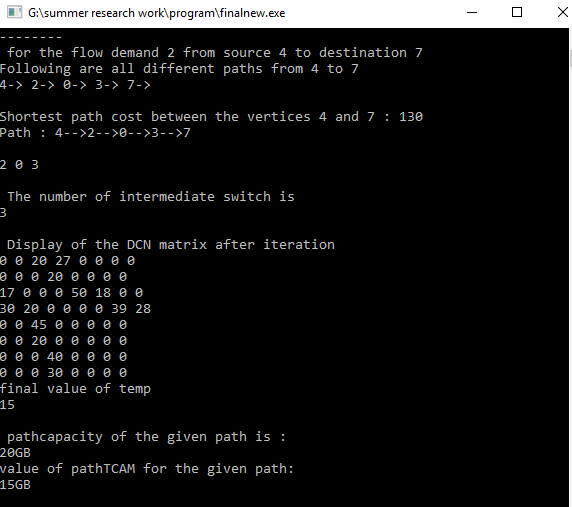 G:\summer research work\program\finalnew.exe
--------
for the flow demand 2 from source 4 to destination 7
Following are all different paths from 4 to 7
4-> 2-> 0-> 3-> 7->
Shortest path cost between the vertices 4 and 7 : 130
Path : 4-->2-->0-->3-->7
2 0 3
The number of intermediate switch is
3
Display of the DCN matrix after iteration
0 0 20 27 0 0 0 0
0 0 0 20 0 0 0 0
17 0 0 0 50 18 0 0
30 20 0 0 0 0 39 28
0 0 45 0 0 0 0 0
0 0 20 0 0 0 0 0
0 0 0 40 0 0 0 0
0 0 0 30 0 0 0 0
final value of temp
15
pathcapacity of the given path is :
20GB
value of pathTCAM for the given path:
15GB